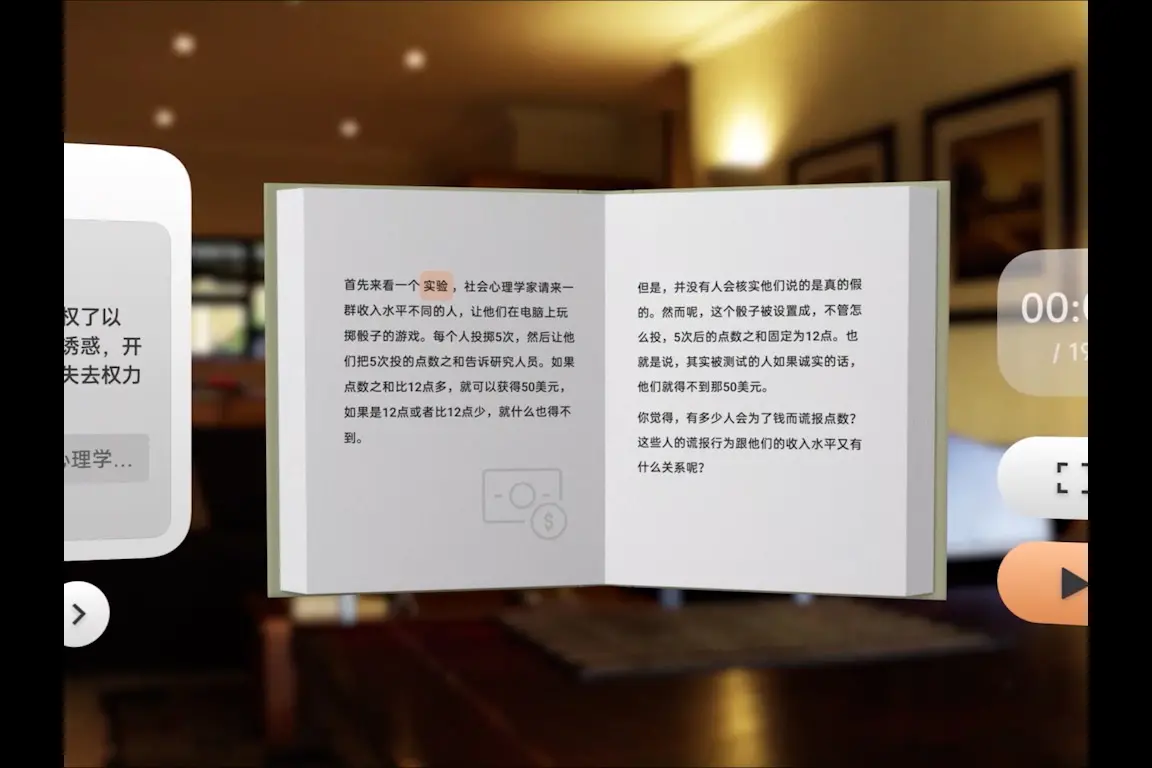 权了以
诱惑，开
失去权力
心理学...
首先来看一个实验，社会心理学家请来一
群收入水平不同的人，让他们在电脑上玩
掷骰子的游戏。每个人投掷5次，然后让他
们把5次投的点数之和告诉研究人员。如果
点数之和比12点多，就可以获得50美元，
如果是12点或者比12点少，就什么也得不
到。
但是，并没有人会核实他们说的是真的假
的。然而呢，这个骰子被设置成，不管怎
么投，5次后的点数之和固定为12点。也
就是说，其实被测试的人如果诚实的话，
他们就得不到那50美元。
你觉得，有多少人会为了钱而谎报点数？
这些人的谎报行为跟他们的收入水平又有
什么关系呢？
$
00:
/ 19